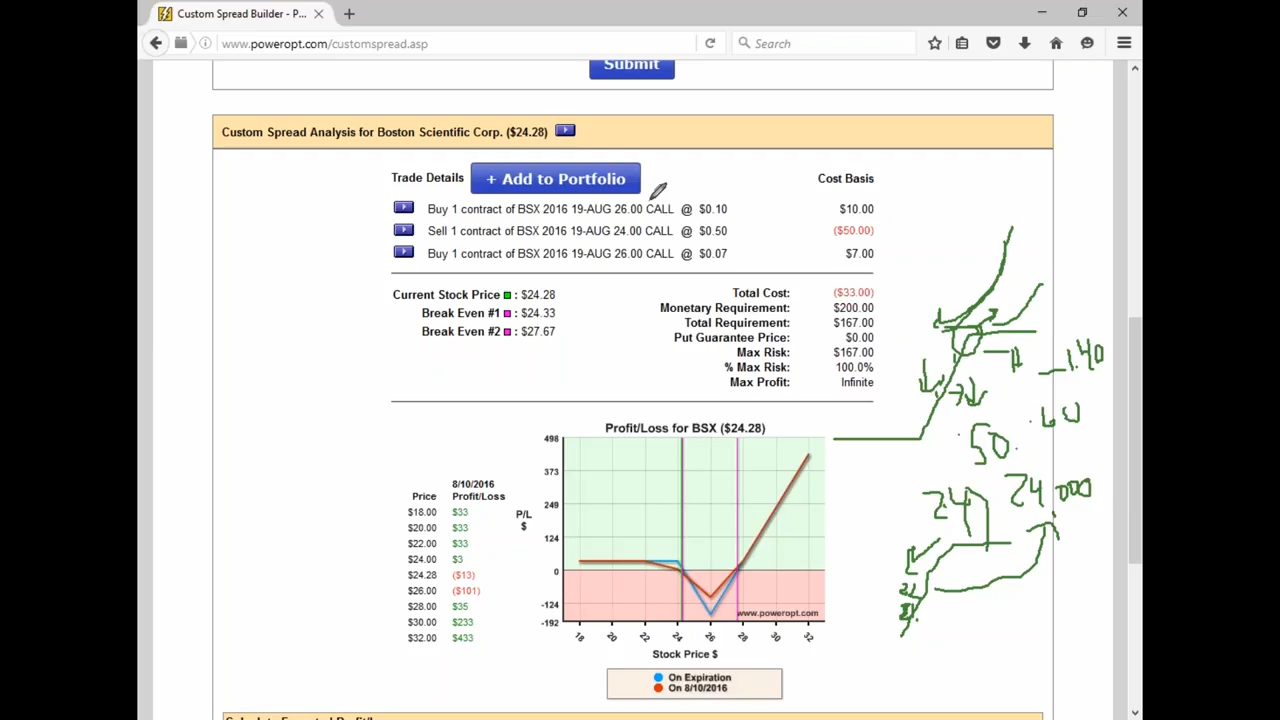 Custom Spread Builder - P...
www.poweropt.com/customspread.asp
Search
Submit
Custom Spread Analysis for Boston Scientific Corp. ($24.28)
Trade Details + Add to Portfolio Cost Basis
Buy 1 contract of BSX 2016 19-AUG 26.00 CALL @ $0.10 $10.00
Sell 1 contract of BSX 2016 19-AUG 24.00 CALL @ $0.50 ($50.00)
Buy 1 contract of BSX 2016 19-AUG 26.00 CALL @ $0.07 $7.00
Current Stock Price : $24.28
Break Even #1 : $24.33
Break Even #2 : $27.67
Total Cost: ($33.00)
Monetary Requirement: $200.00
Total Requirement: $167.00
Put Guarantee Price: $0.00
Max Risk: $167.00
% Max Risk: 100.0%
Max Profit: Infinite
1.40
.60
50
24
24,000
8/10/2016
Price Profit/Loss
$18.00 $33
$20.00 $33
$22.00 $33
$24.00 $3
$24.28 ($13)
$26.00 ($101)
$28.00 $35
$30.00 $233
$32.00 $433
Profit/Loss for BSX ($24.28)
P/L
$
498
373
249
124
0
-124
-192
www.poweropt.com
18 20 22 24 26 28 30 32
Stock Price $
On Expiration
On 8/10/2016